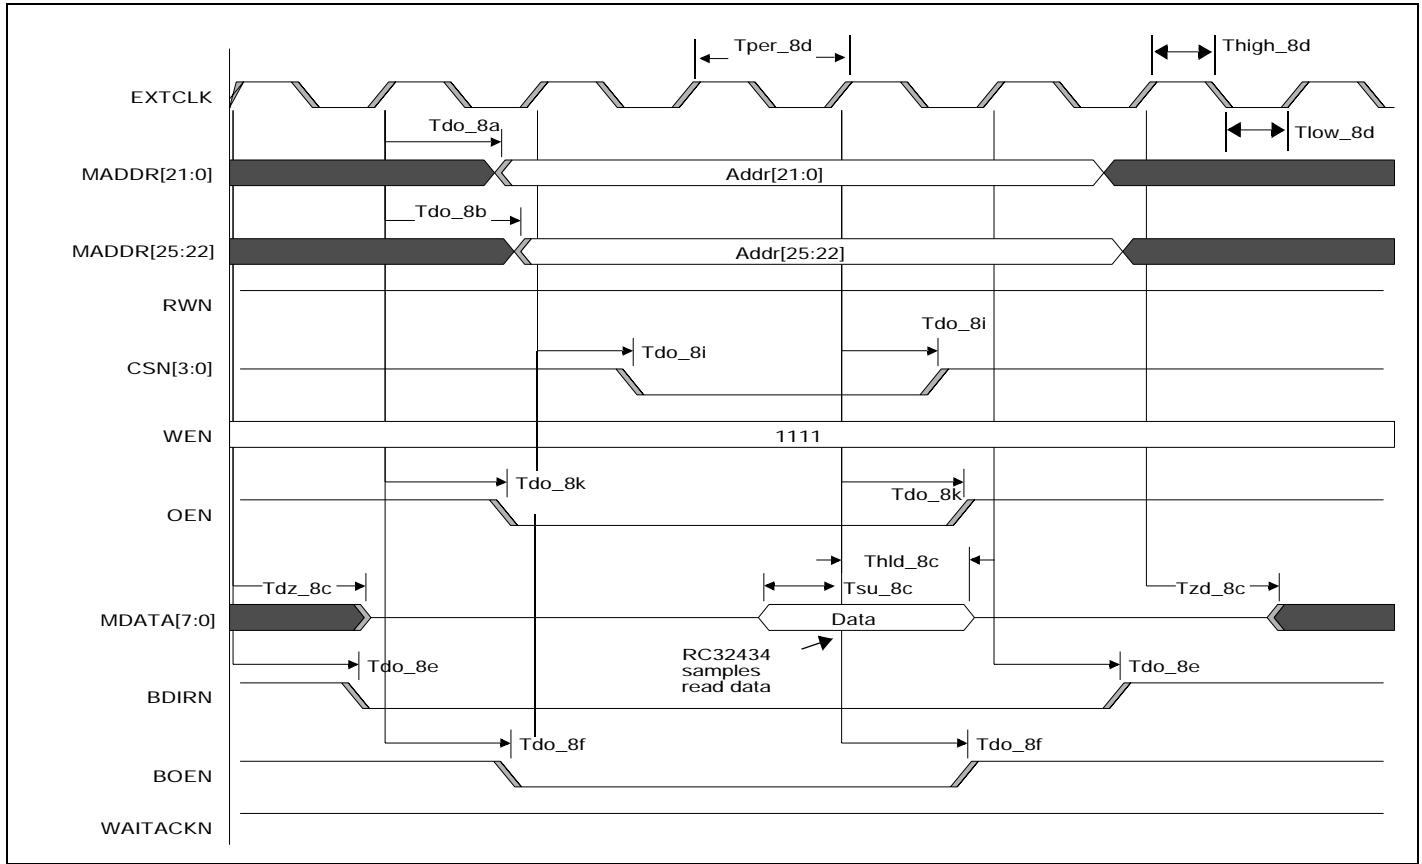 Tper_8d
Thigh_8d
EXTCLK
Tdo_8a
Tlow_8d
MADDR[21:0]
Addr[21:0]
Tdo_8b
MADDR[25:22]
Addr[25:22]
RWN
Tdo_8i
Tdo_8i
CSN[3:0]
WEN
1111
Tdo_8k
Tdo_8k
OEN
Thld_8c
Tdz_8c
Tsu_8c
Tzd_8c
MDATA[7:0]
Data
RC32434
samples
read data
Tdo_8e
Tdo_8e
BDIRN
Tdo_8f
Tdo_8f
BOEN
WAITACKN